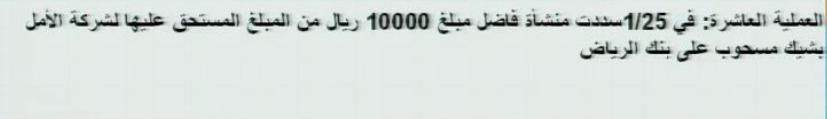 العملية العاشرة: في 1/25سددت منشأة فاضل مبلغ 10000 ريال من المبلغ المستحق عليها لشركة الأمل
بشيك مسحوب على بنك الرياض